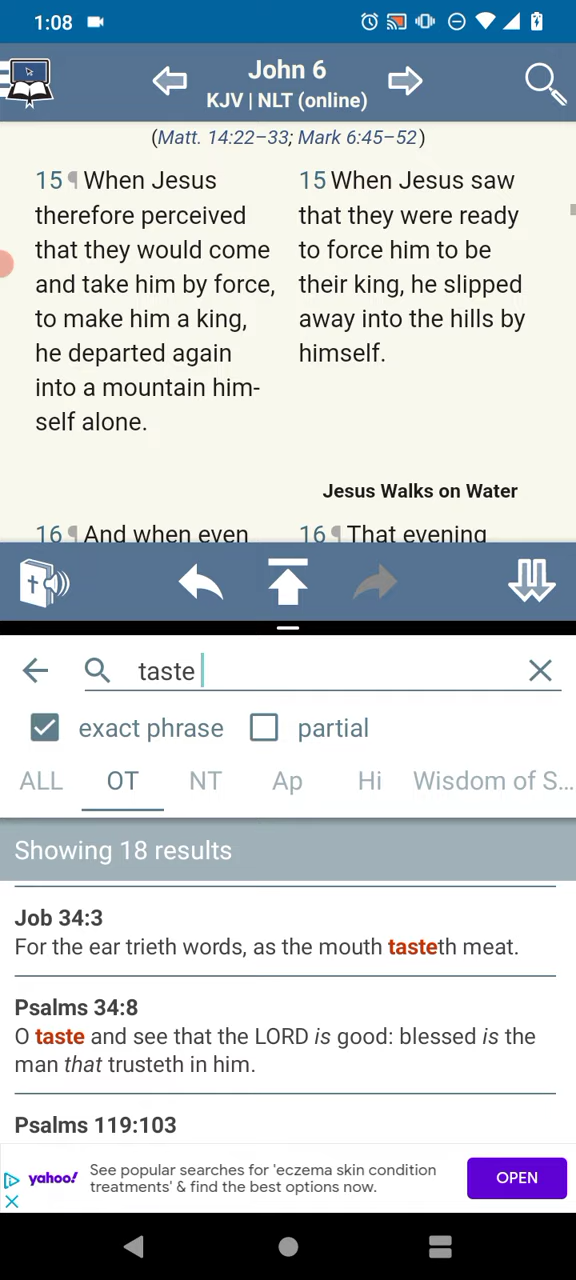 1:08
John 6
KJV | NLT (online)
(Matt. 14:22–33; Mark 6:45–52)
15 ¶ When Jesus
therefore perceived
that they would come
and take him by force,
to make him a king,
he departed again
into a mountain him-
self alone.
15 When Jesus saw
that they were ready
to force him to be
their king, he slipped
away into the hills by
himself.
Jesus Walks on Water
16 ¶ And when even
16 ¶ That evening
taste
exact phrase
partial
ALL OT NT Ap Hi Wisdom of S...
Showing 18 results
Job 34:3
For the ear trieth words, as the mouth tasteth meat.
Psalms 34:8
O taste and see that the LORD is good: blessed is the
man that trusteth in him.
Psalms 119:103
yahoo!
See popular searches for 'eczema skin condition
treatments' & find the best options now.
OPEN